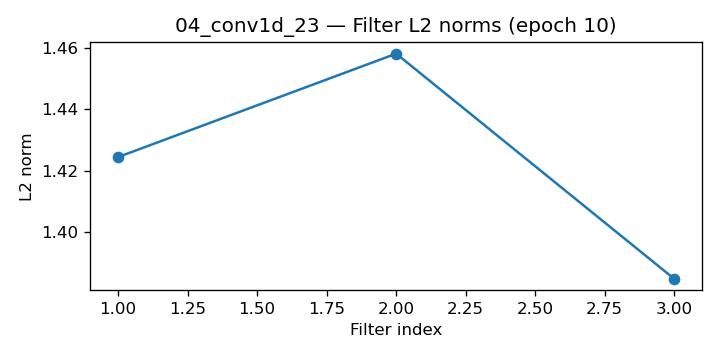 04_conv1d_23 — Filter L2 norms (epoch 10)
1.46
1.44
1.42
1.40
L2 norm
1.00 1.25 1.50 1.75 2.00 2.25 2.50 2.75 3.00
Filter index